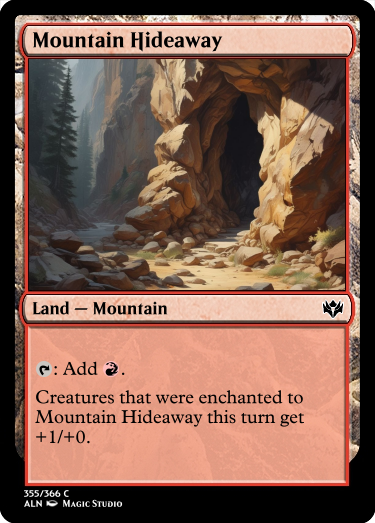 Mountain Hideaway
Land — Mountain
: Add .
Creatures that were enchanted to
Mountain Hideaway this turn get
+1/+0.
355/366 C
ALN Magic Studio